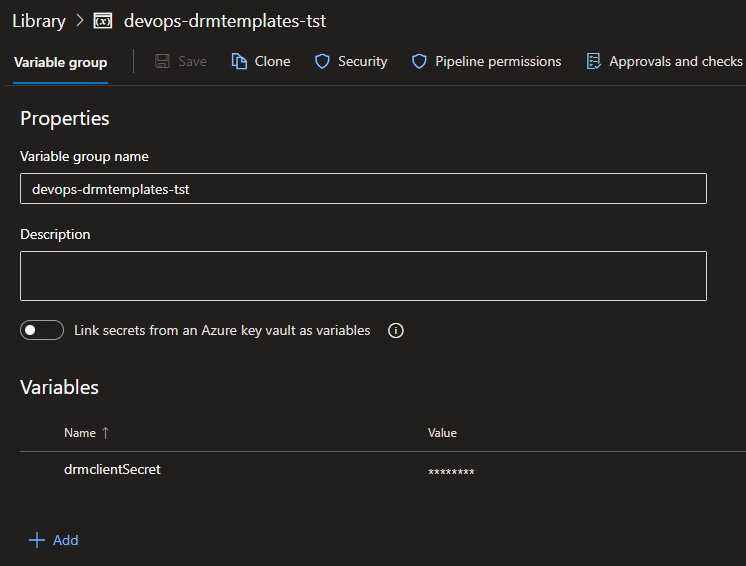 Library > devops-drmtemplates-tst
Variable group Save Clone Security Pipeline permissions Approvals and checks
Properties
Variable group name
devops-drmtemplates-tst
Description
Link secrets from an Azure key vault as variables
Variables
Name ↑ Value
drmclientSecret ********
+ Add